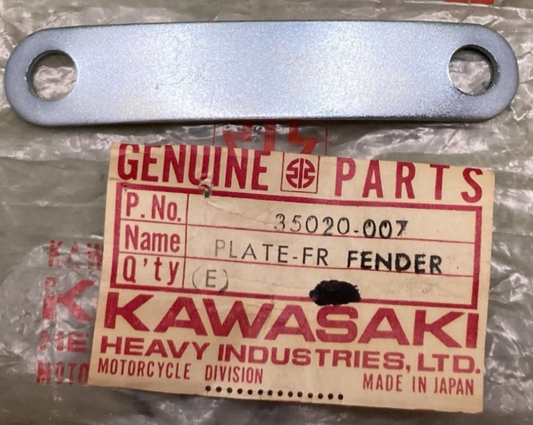 GENUINE PARTS
P. No. 35020-007
Name PLATE-FR FENDER
Q'ty (E)
KAWASAKI
HEAVY INDUSTRIES, LTD.
MOTORCYCLE DIVISION MADE IN JAPAN